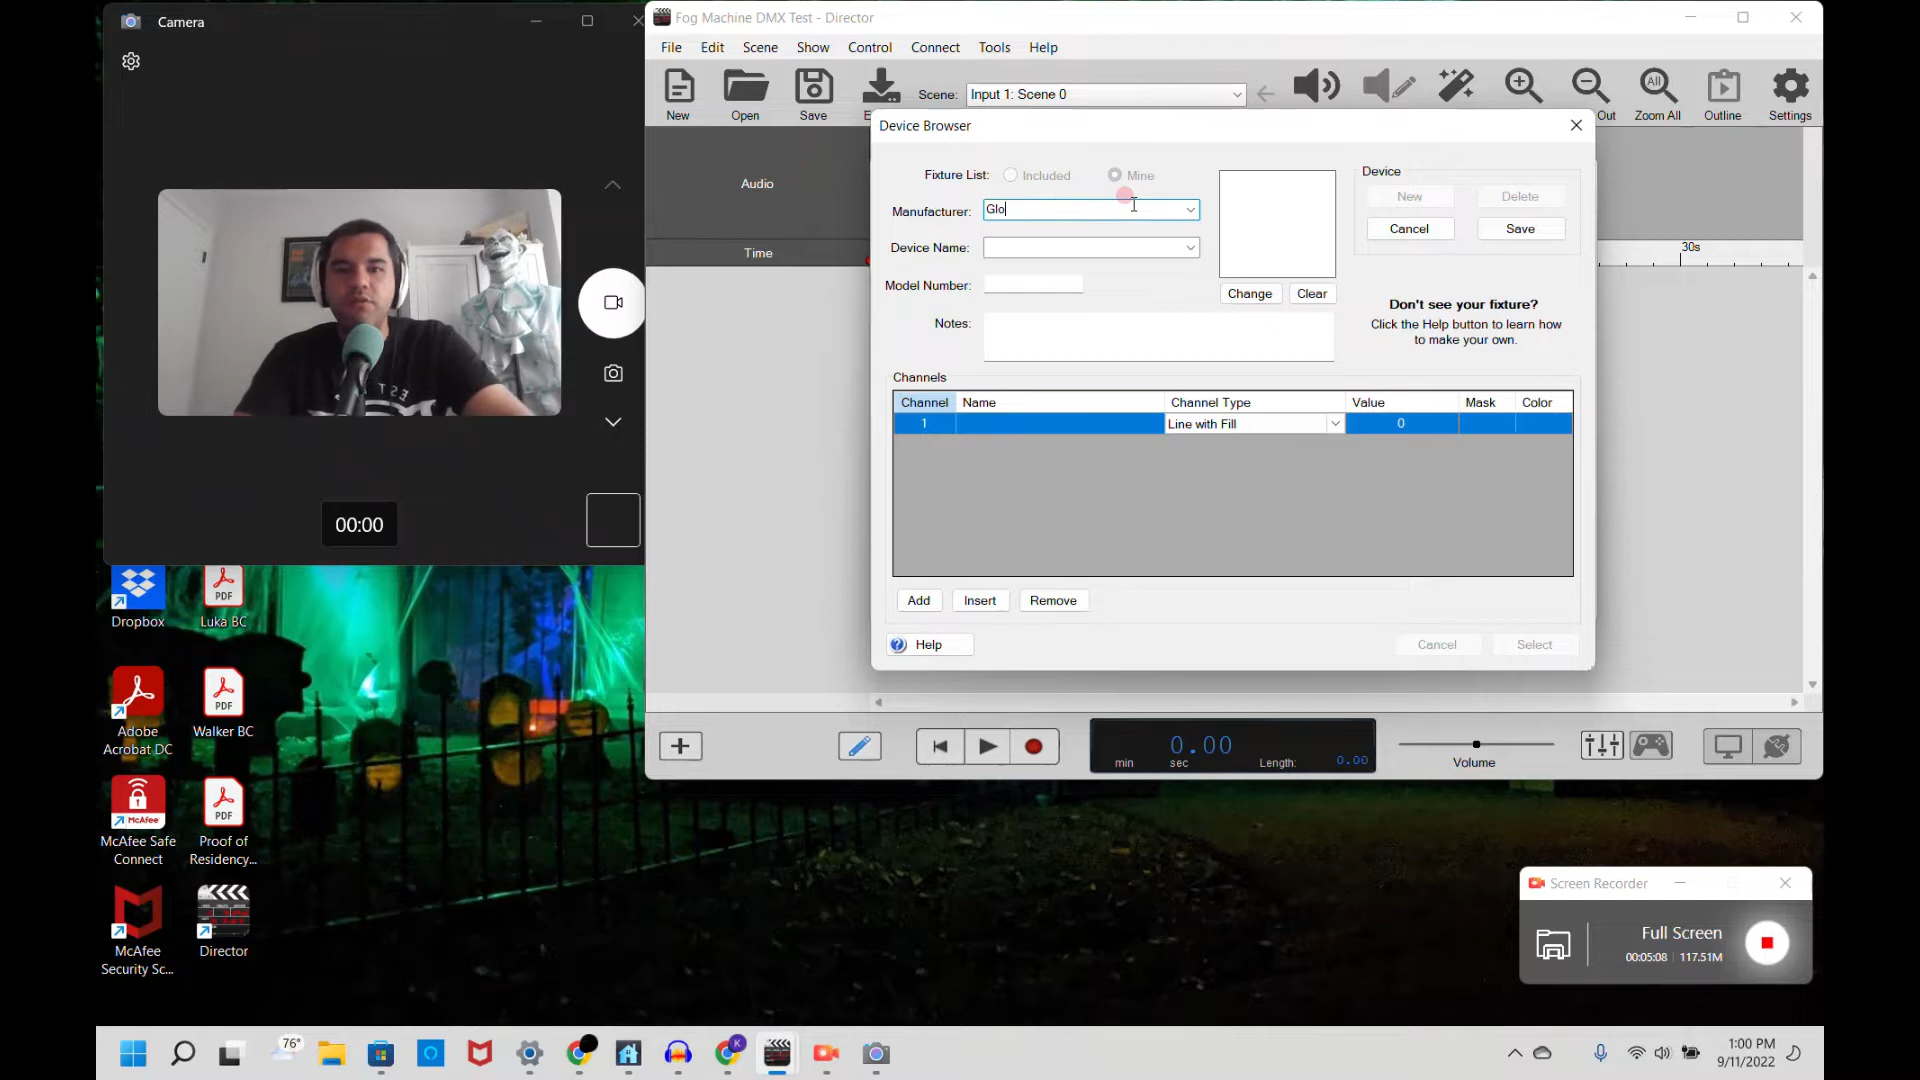 Camera
00:00
Dropbox
PDF
Luka BC
Adobe
Acrobat DC
PDF
Walker BC
McAfee
McAfee Safe
Connect
PDF
Proof of
Residency...
McAfee
Security Sc...
Director
Fog Machine DMX Test - Director
File
Edit
Scene
Show
Control
Connect
Tools
Help
New
Open
Save
E
Scene:
Input 1: Scene 0
All
Out
Zoom All
Outline
Settings
Audio
Time
30s
Device Browser
Fixture List:
Included
Mine
Manufacturer:
Glo
Device Name:
Model Number:
Notes:
Change
Clear
Device
New
Delete
Cancel
Save
Don't see your fixture?
Click the Help button to learn how
to make your own.
Channels
Channel
Name
Channel Type
Value
Mask
Color
1
Line with Fill
0
Add
Insert
Remove
Help
Cancel
Select
0.00
min
sec
Length:
0.00
Volume
Screen Recorder
Full Screen
00:05:08
117.51M
76°
K
1:00 PM
9/11/2022